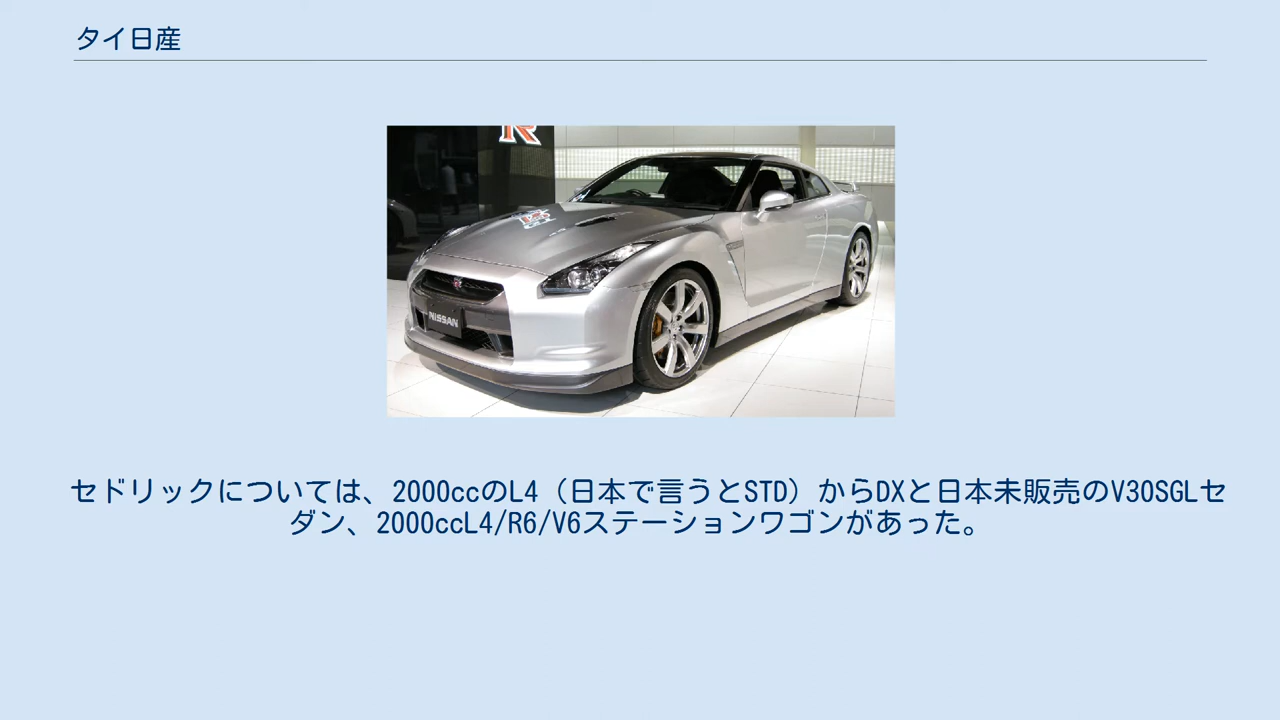 タイ日産
R
NISSAN
セドリックについては、2000ccのL4（日本で言うとSTD）からDXと日本未販売のV30SGLセ
ダン、2000ccL4/R6/V6ステーションワゴンがあった。